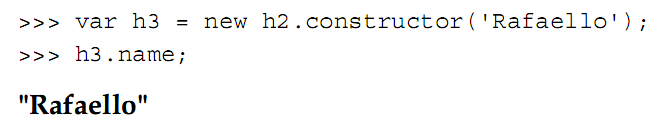 >>> var h3 = new h2.constructor('Rafaello');
>>> h3.name;
"Rafaello"